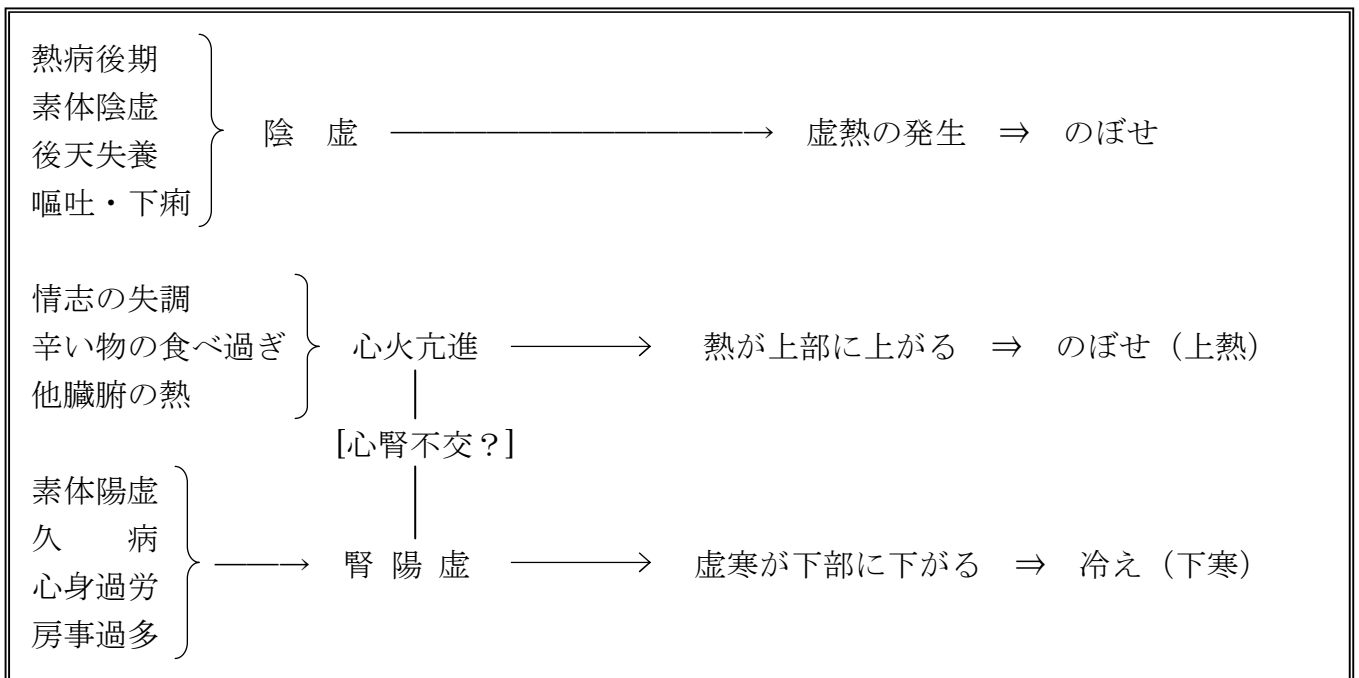 熱病後期
素体陰虚
後天失養
嘔吐・下痢
陰　虚 ―→ 虚熱の発生 ⇒ のぼせ
情志の失調
辛い物の食べ過ぎ
他臓腑の熱
心火亢進 ―→ 熱が上部に上がる ⇒ のぼせ（上熱）
[心腎不交？]
素体陽虚
久　　病
心身過労
房事過多
―→ 腎 陽 虚 ―→ 虚寒が下部に下がる ⇒ 冷え（下寒）